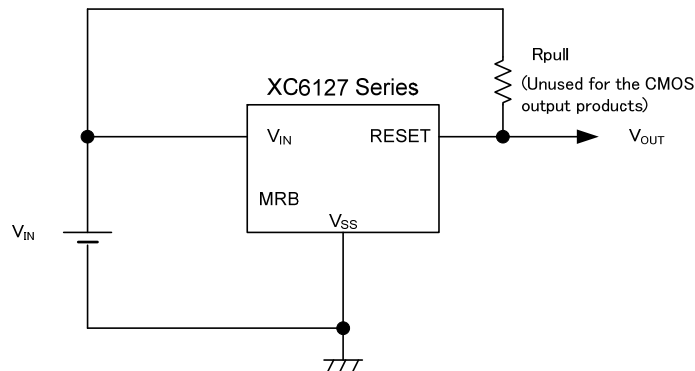 Rpull
(Unused for the CMOS
output products)
XC6127 Series
VIN
RESET
VOUT
MRB
VSS
VIN